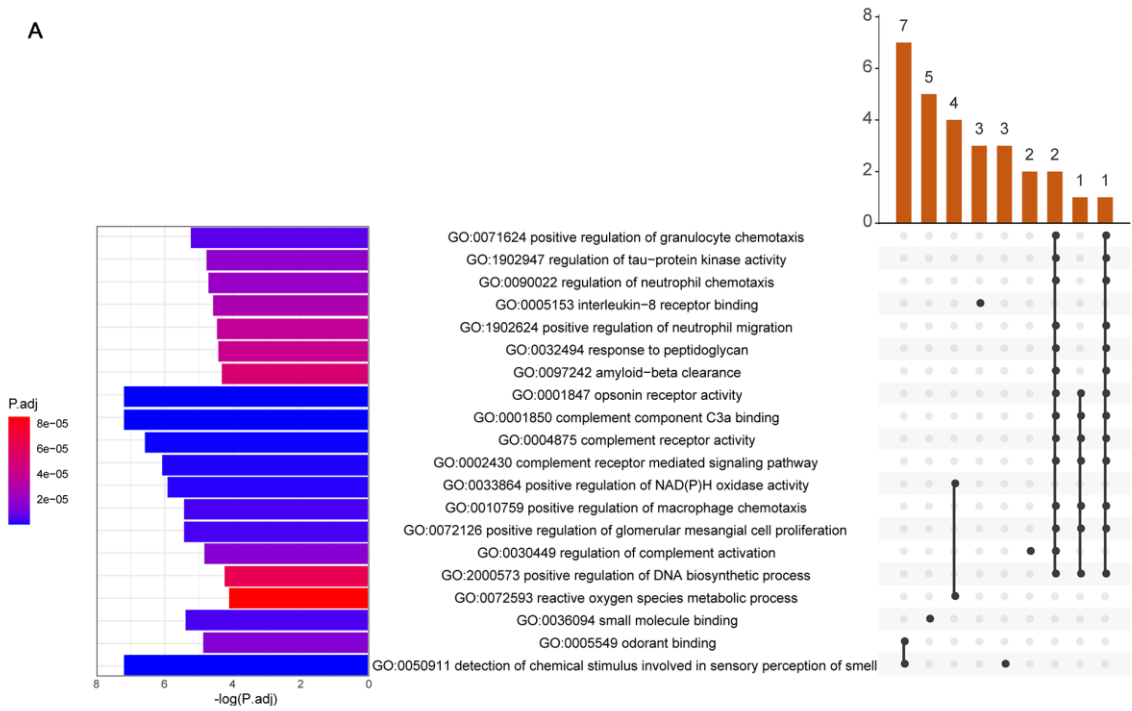 A
8
6
4
2
0
7
5
4
3
3
2
2
1
1
GO:0071624 positive regulation of granulocyte chemotaxis
GO:1902947 regulation of tau−protein kinase activity
GO:0090022 regulation of neutrophil chemotaxis
GO:0005153 interleukin−8 receptor binding
GO:1902624 positive regulation of neutrophil migration
GO:0032494 response to peptidoglycan
GO:0097242 amyloid−beta clearance
GO:0001847 opsonin receptor activity
GO:0001850 complement component C3a binding
GO:0004875 complement receptor activity
GO:0002430 complement receptor mediated signaling pathway
GO:0033864 positive regulation of NAD(P)H oxidase activity
GO:0010759 positive regulation of macrophage chemotaxis
GO:0072126 positive regulation of glomerular mesangial cell proliferation
GO:0030449 regulation of complement activation
GO:2000573 positive regulation of DNA biosynthetic process
GO:0072593 reactive oxygen species metabolic process
GO:0036094 small molecule binding
GO:0005549 odorant binding
GO:0050911 detection of chemical stimulus involved in sensory perception of smell
P.adj
8e−05
6e−05
4e−05
2e−05
8 6 4 2 0
-log(P.adj)